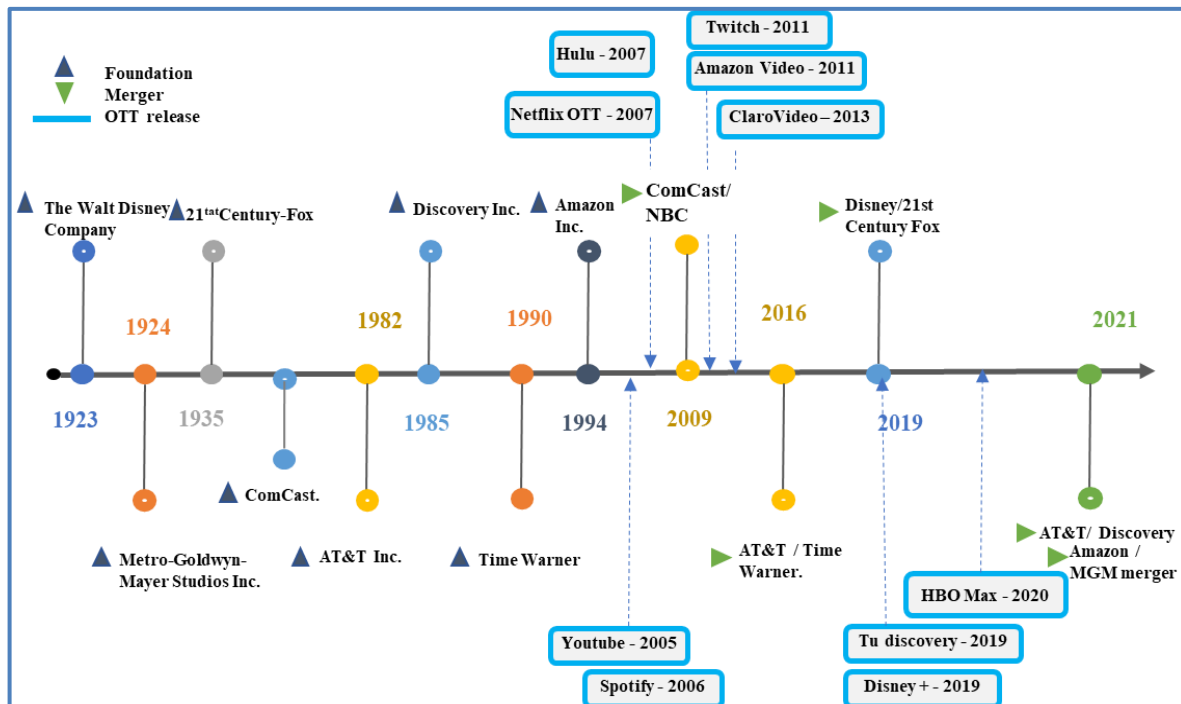 Twitch - 2011
Hulu - 2007
Amazon Video - 2011
Foundation
Merger
OTT release
Netflix OTT - 2007
ClaroVideo – 2013
The Walt Disney
Company
21tatCentury-Fox
Discovery Inc.
Amazon
Inc.
ComCast/
NBC
Disney/21st
Century Fox
1924
1982
1990
2016
2021
1923
1935
1985
1994
2009
2019
ComCast.
Metro-Goldwyn-
Mayer Studios Inc.
AT&T Inc.
Time Warner
AT&T / Time
Warner.
AT&T/ Discovery
Amazon /
MGM merger
HBO Max - 2020
Youtube - 2005
Tu discovery - 2019
Spotify - 2006
Disney + - 2019